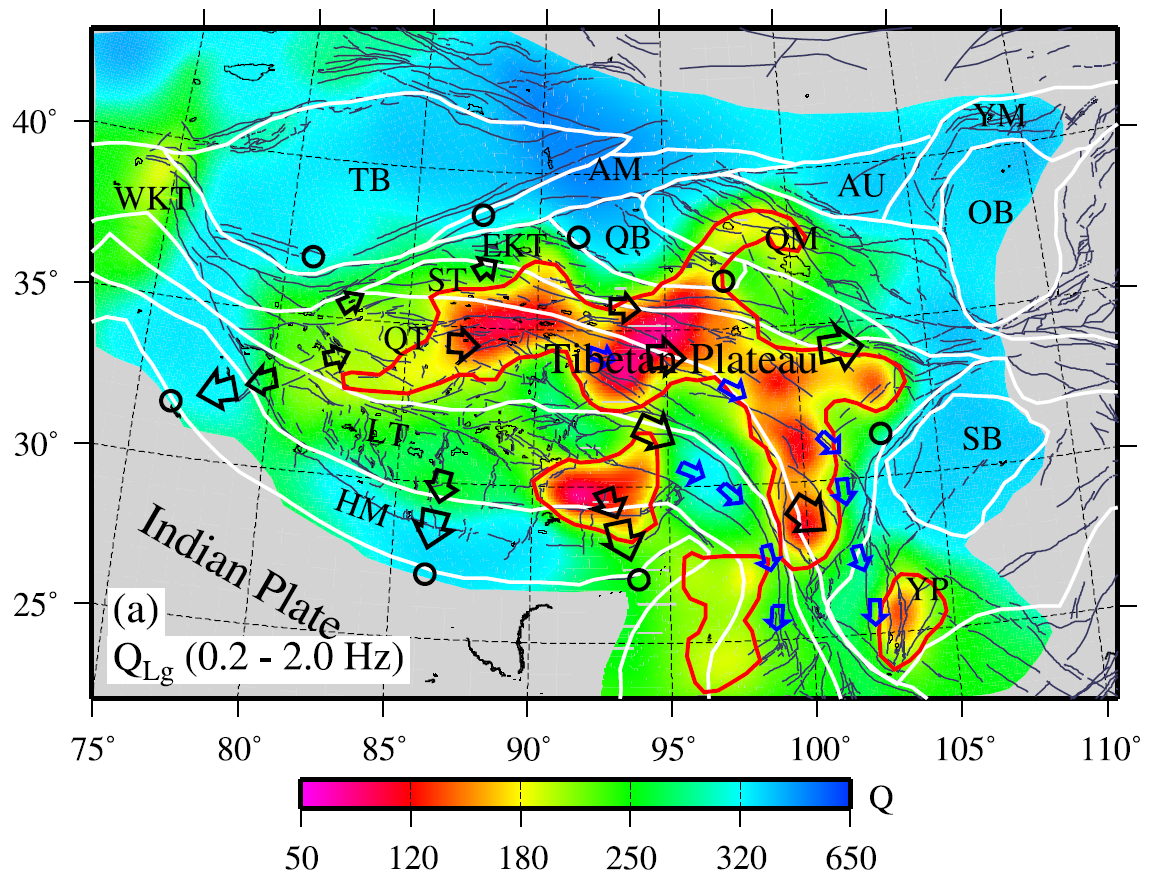 40°
35°
30°
25°
YM
AM
TB
AU
WKT
OB
QB
EKT
QM
ST
QT
Tibetan Plateau
LT
SB
HM
Indian Plate
YP
(a)
Q_Lg (0.2 - 2.0 Hz)
75°
80°
85°
90°
95°
100°
105°
110°
Q
50
120
180
250
320
650